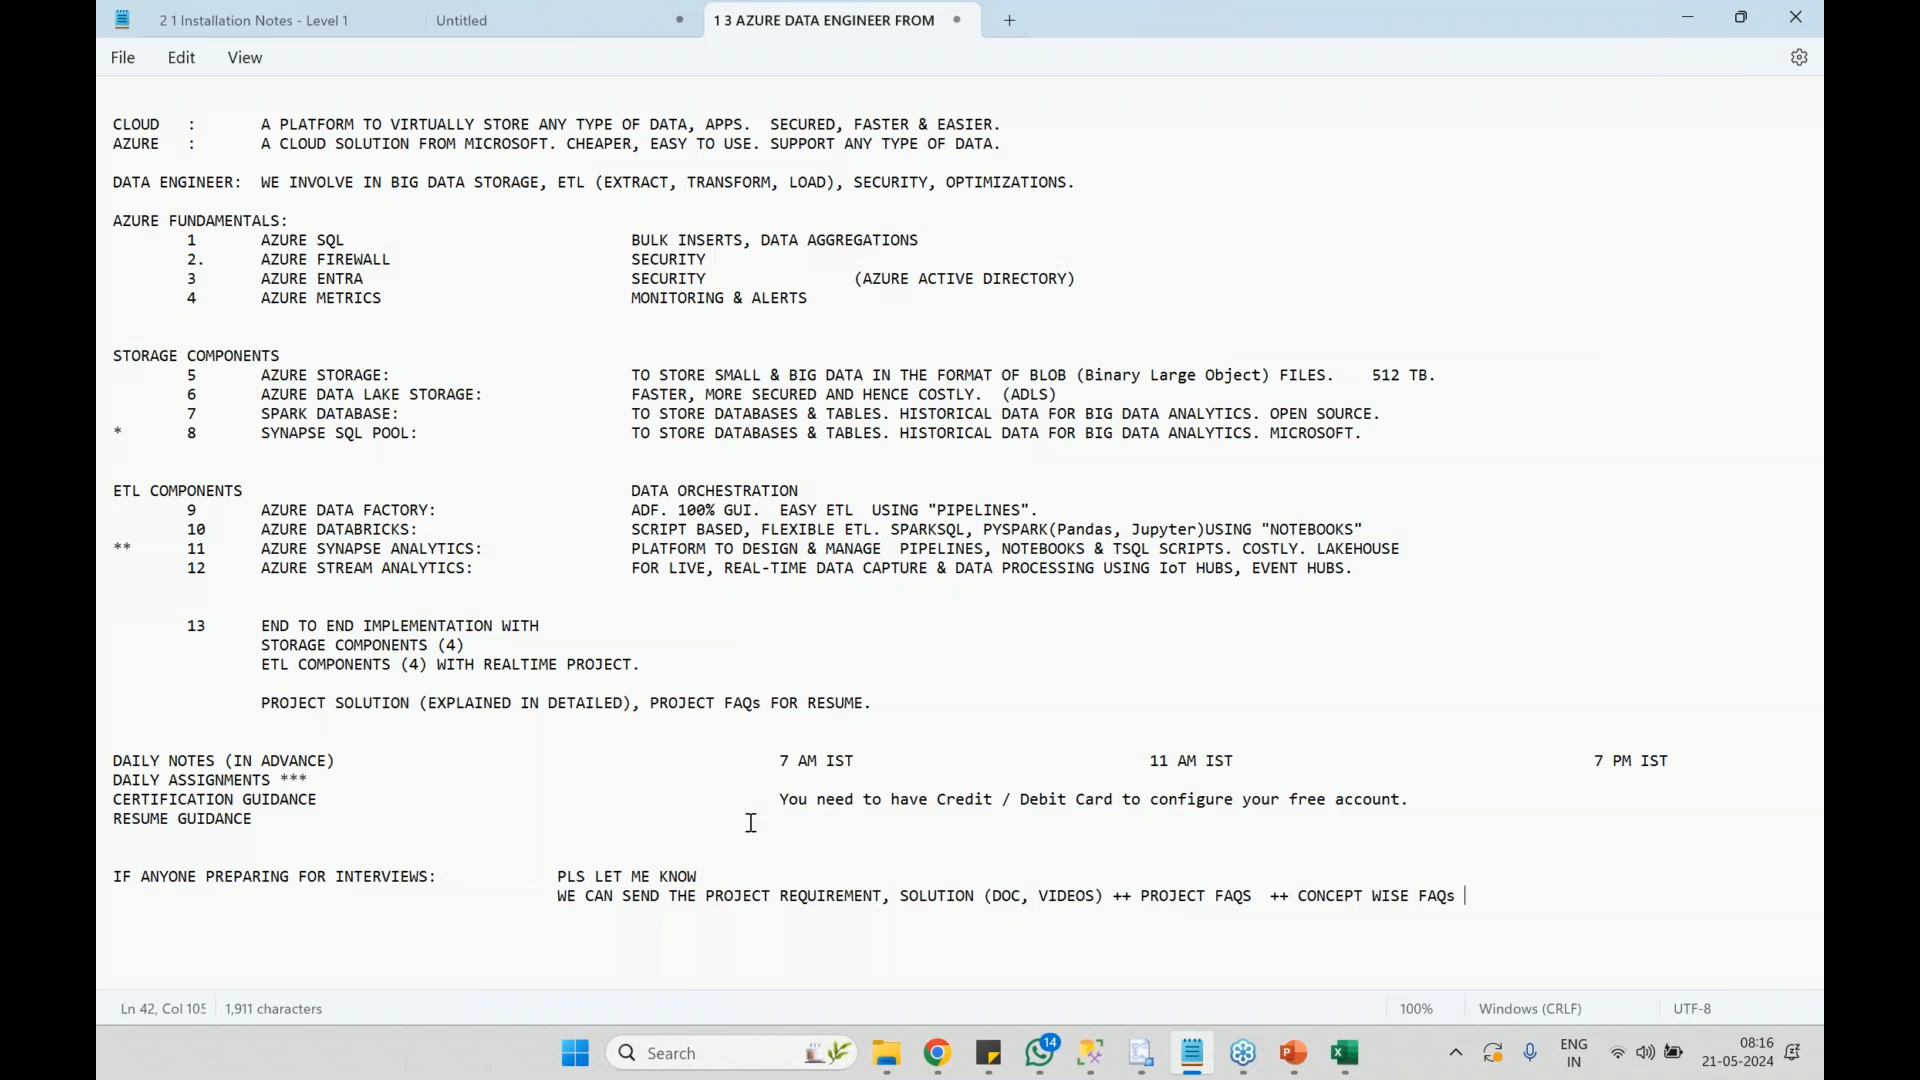 2 1 Installation Notes - Level 1
Untitled
1 3 AZURE DATA ENGINEER FROM
File Edit View
CLOUD : A PLATFORM TO VIRTUALLY STORE ANY TYPE OF DATA, APPS. SECURED, FASTER & EASIER.
AZURE : A CLOUD SOLUTION FROM MICROSOFT. CHEAPER, EASY TO USE. SUPPORT ANY TYPE OF DATA.
DATA ENGINEER: WE INVOLVE IN BIG DATA STORAGE, ETL (EXTRACT, TRANSFORM, LOAD), SECURITY, OPTIMIZATIONS.
AZURE FUNDAMENTALS:
1 AZURE SQL BULK INSERTS, DATA AGGREGATIONS
2. AZURE FIREWALL SECURITY
3 AZURE ENTRA SECURITY (AZURE ACTIVE DIRECTORY)
4 AZURE METRICS MONITORING & ALERTS
STORAGE COMPONENTS
5 AZURE STORAGE: TO STORE SMALL & BIG DATA IN THE FORMAT OF BLOB (Binary Large Object) FILES. 512 TB.
6 AZURE DATA LAKE STORAGE: FASTER, MORE SECURED AND HENCE COSTLY. (ADLS)
7 SPARK DATABASE: TO STORE DATABASES & TABLES. HISTORICAL DATA FOR BIG DATA ANALYTICS. OPEN SOURCE.
* 8 SYNAPSE SQL POOL: TO STORE DATABASES & TABLES. HISTORICAL DATA FOR BIG DATA ANALYTICS. MICROSOFT.
ETL COMPONENTS DATA ORCHESTRATION
9 AZURE DATA FACTORY: ADF. 100% GUI. EASY ETL USING "PIPELINES".
10 AZURE DATABRICKS: SCRIPT BASED, FLEXIBLE ETL. SPARKSQL, PYSPARK(Pandas, Jupyter)USING "NOTEBOOKS"
** 11 AZURE SYNAPSE ANALYTICS: PLATFORM TO DESIGN & MANAGE PIPELINES, NOTEBOOKS & TSQL SCRIPTS. COSTLY. LAKEHOUSE
12 AZURE STREAM ANALYTICS: FOR LIVE, REAL-TIME DATA CAPTURE & DATA PROCESSING USING IoT HUBS, EVENT HUBS.
13 END TO END IMPLEMENTATION WITH
STORAGE COMPONENTS (4)
ETL COMPONENTS (4) WITH REALTIME PROJECT.
PROJECT SOLUTION (EXPLAINED IN DETAILED), PROJECT FAQs FOR RESUME.
DAILY NOTES (IN ADVANCE) 7 AM IST 11 AM IST 7 PM IST
DAILY ASSIGNMENTS ***
CERTIFICATION GUIDANCE You need to have Credit / Debit Card to configure your free account.
RESUME GUIDANCE
IF ANYONE PREPARING FOR INTERVIEWS: PLS LET ME KNOW
WE CAN SEND THE PROJECT REQUIREMENT, SOLUTION (DOC, VIDEOS) ++ PROJECT FAQS ++ CONCEPT WISE FAQs
Ln 42, Col 105 1,911 characters 100% Windows (CRLF) UTF-8
Search 14 ENG 08:16
IN 21-05-2024